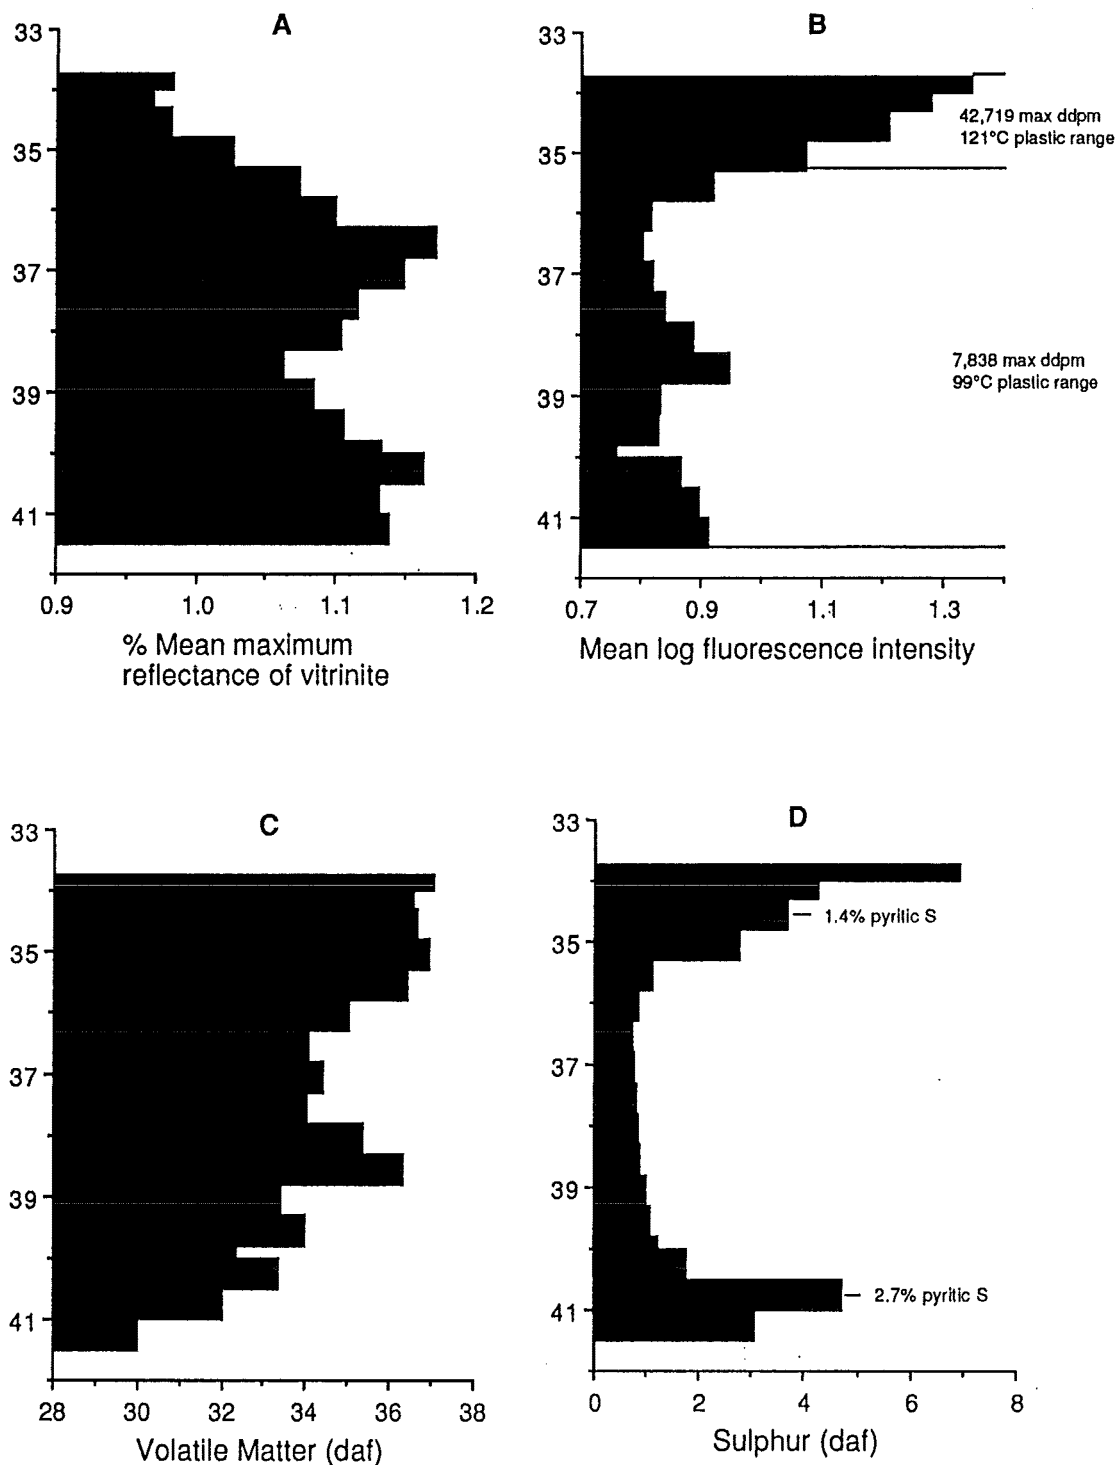 A
33
35
37
39
41
0.9 1.0 1.1 1.2
% Mean maximum
reflectance of vitrinite
B
33
35
37
39
41
42,719 max ddpm
121°C plastic range
7,838 max ddpm
99°C plastic range
0.7 0.9 1.1 1.3
Mean log fluorescence intensity
C
33
35
37
39
41
28 30 32 34 36 38
Volatile Matter (daf)
D
33
35
37
39
41
1.4% pyritic S
2.7% pyritic S
0 2 4 6 8
Sulphur (daf)